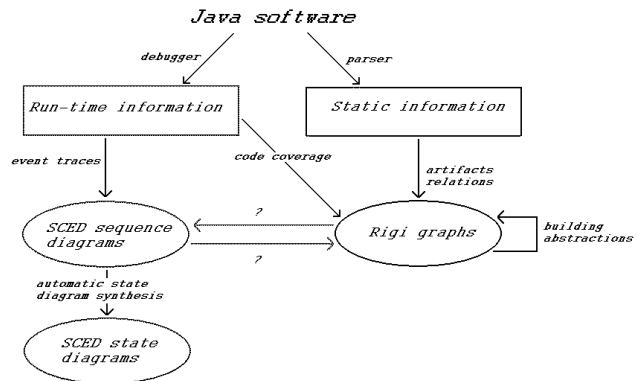 Java software
debugger
parser
Run-time information
Static information
event traces
code coverage
artifacts
relations
?
SCED sequence
diagrams
Rigi graphs
building
abstractions
?
automatic state
diagram synthesis
SCED state
diagrams